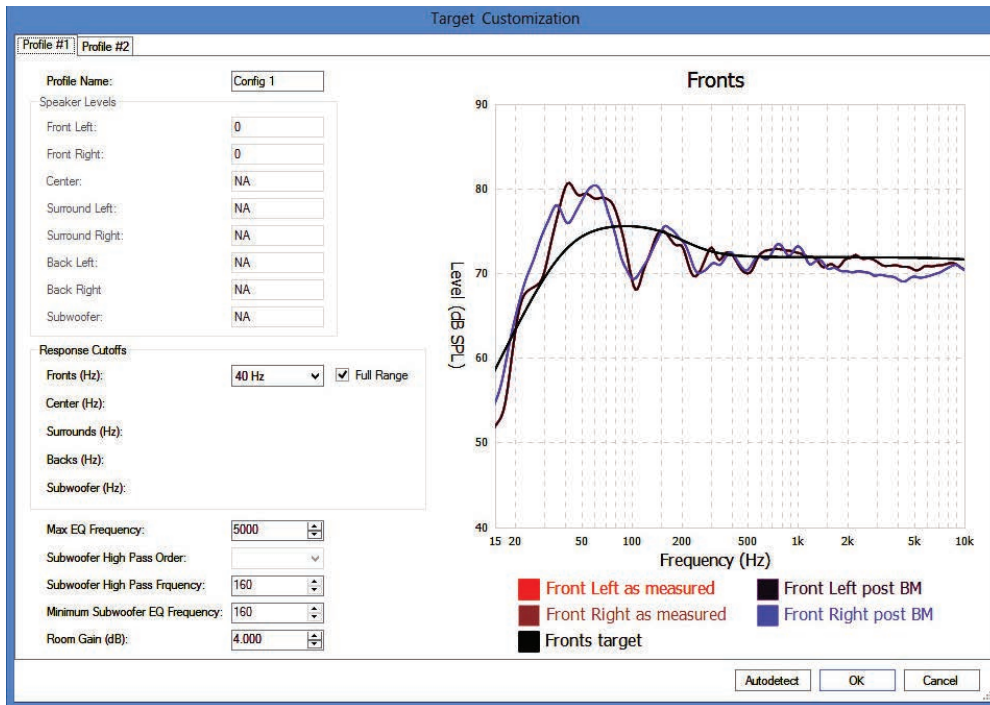 Target Customization
Profile #1 Profile #2
Profile Name: Config 1
Speaker Levels
Front Left: 0
Front Right: 0
Center: NA
Surround Left: NA
Surround Right: NA
Back Left: NA
Back Right NA
Subwoofer: NA
Response Cutoffs
Fronts (Hz): 40 Hz Full Range
Center (Hz):
Surrounds (Hz):
Backs (Hz):
Subwoofer (Hz):
Max EQ Frequency: 5000
Subwoofer High Pass Order:
Subwoofer High Pass Frquency: 160
Minimum Subwoofer EQ Frequency: 160
Room Gain (dB): 4.000
Fronts
90
80
70
60
50
40
Level (dB SPL)
15 20 50 100 200 500 1k 2k 5k 10k
Frequency (Hz)
Front Left as measured Front Left post BM
Front Right as measured Front Right post BM
Fronts target
Autodetect OK Cancel